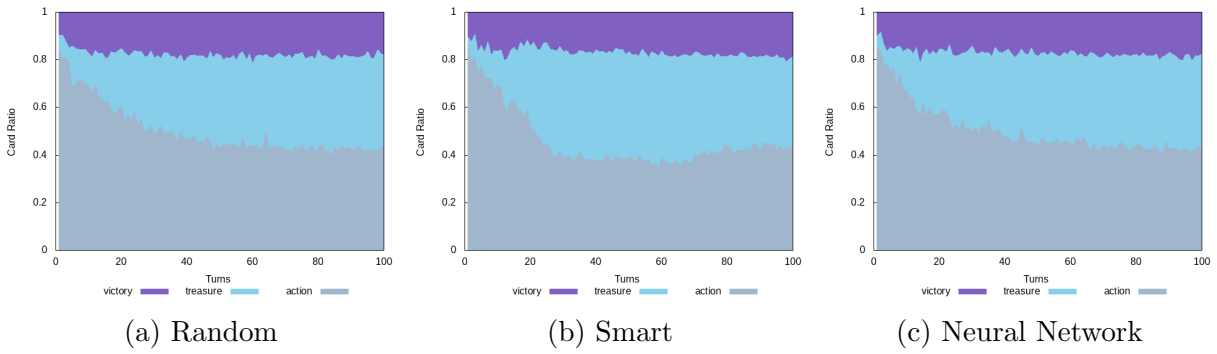 1
0.8
0.6
0.4
0.2
0
Card Ratio
0 20 40 60 80 100
Turns
victory treasure action
(a) Random
1
0.8
0.6
0.4
0.2
0
Card Ratio
0 20 40 60 80 100
Turns
victory treasure action
(b) Smart
1
0.8
0.6
0.4
0.2
0
Card Ratio
0 20 40 60 80 100
Turns
victory treasure action
(c) Neural Network